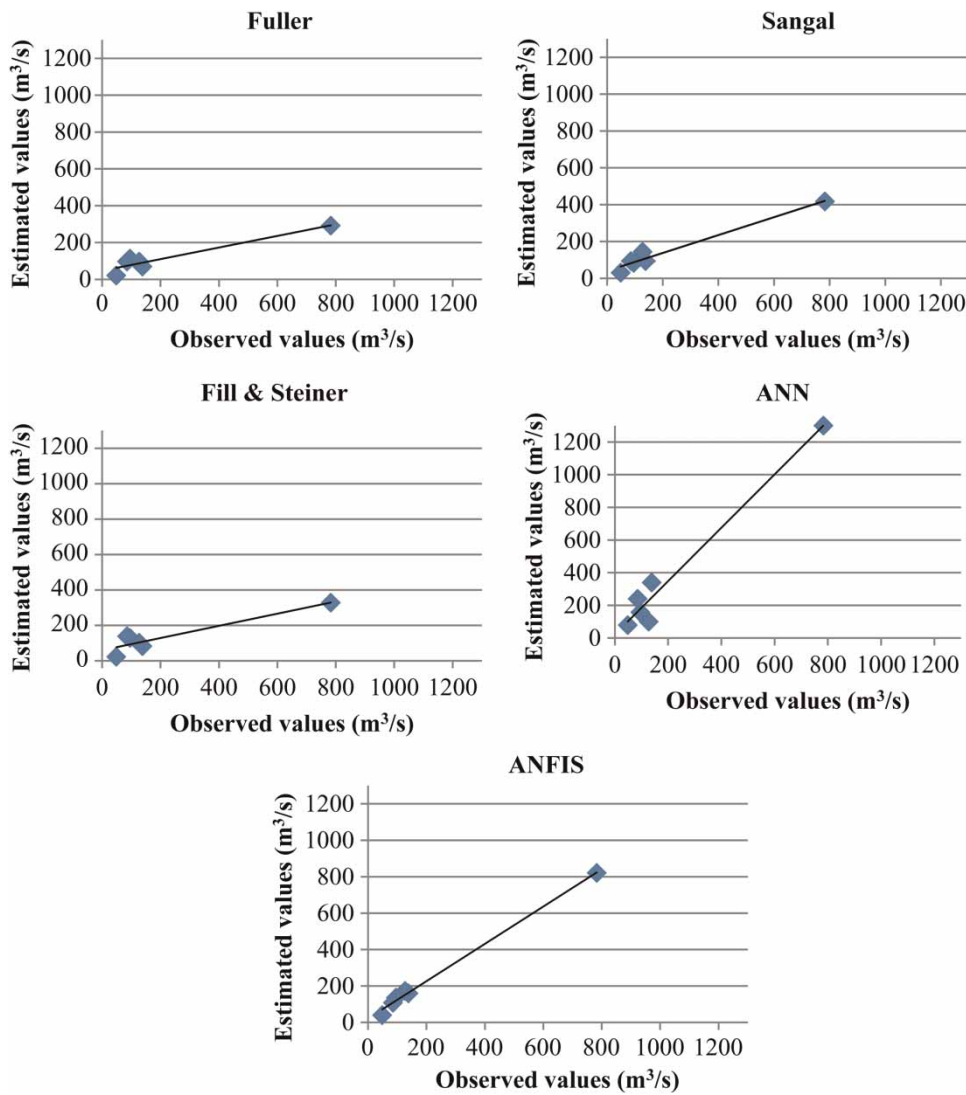 Fuller
Estimated values (m³/s)
1200
1000
800
600
400
200
0
0 200 400 600 800 1000 1200
Observed values (m³/s)
Sangal
Estimated values (m³/s)
1200
1000
800
600
400
200
0
0 200 400 600 800 1000 1200
Observed values (m³/s)
Fill & Steiner
Estimated values (m³/s)
1200
1000
800
600
400
200
0
0 200 400 600 800 1000 1200
Observed values (m³/s)
ANN
Estimated values (m³/s)
1200
1000
800
600
400
200
0
0 200 400 600 800 1000 1200
Observed values (m³/s)
ANFIS
Estimated values (m³/s)
1200
1000
800
600
400
200
0
0 200 400 600 800 1000 1200
Observed values (m³/s)